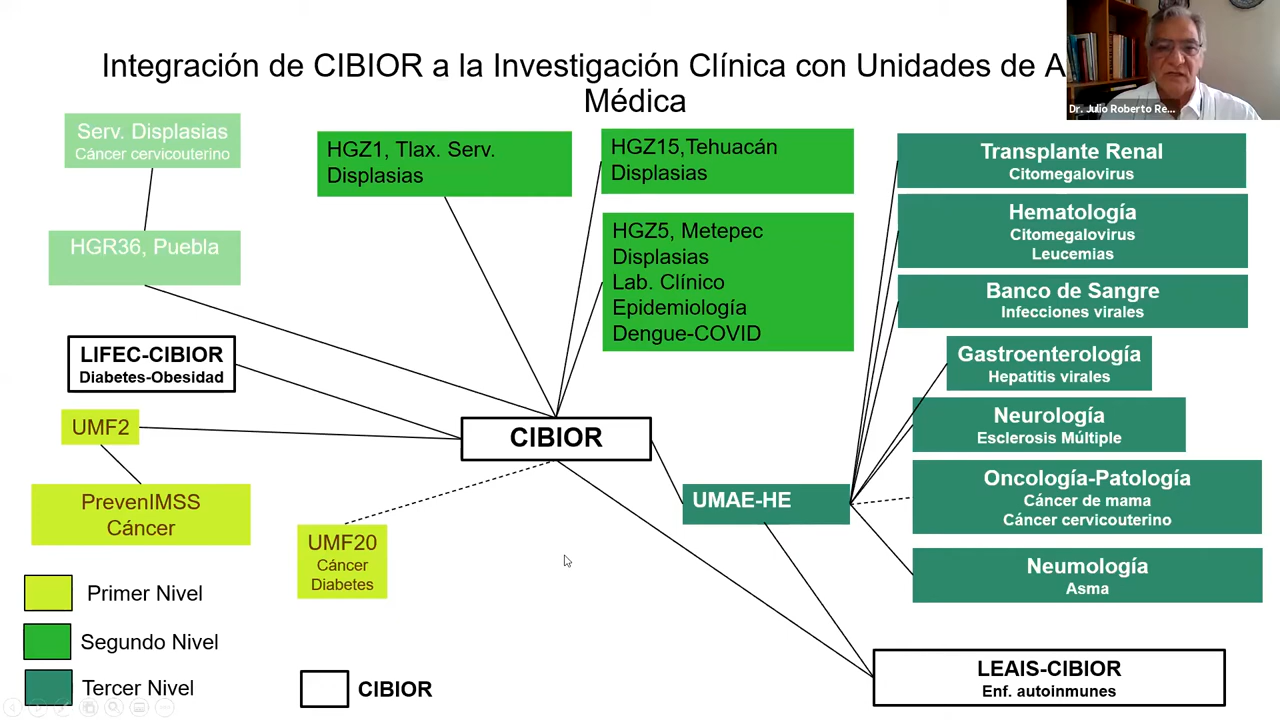 Integración de CIBIOR a la Investigación Clínica con Unidades de A
Médica
Dr. Julio Roberto Re...
Serv. Displasias
Cáncer cervicouterino
HGR36, Puebla
HGZ1, Tlax. Serv.
Displasias
HGZ15,Tehuacán
Displasias
HGZ5, Metepec
Displasias
Lab. Clínico
Epidemiología
Dengue-COVID
Transplante Renal
Citomegalovirus
Hematología
Citomegalovirus
Leucemias
Banco de Sangre
Infecciones virales
Gastroenterología
Hepatitis virales
Neurología
Esclerosis Múltiple
Oncología-Patología
Cáncer de mama
Cáncer cervicouterino
Neumología
Asma
LIFEC-CIBIOR
Diabetes-Obesidad
UMF2
PrevenIMSS
Cáncer
CIBIOR
UMAE-HE
UMF20
Cáncer
Diabetes
LEAIS-CIBIOR
Enf. autoinmunes
Primer Nivel
Segundo Nivel
Tercer Nivel
CIBIOR